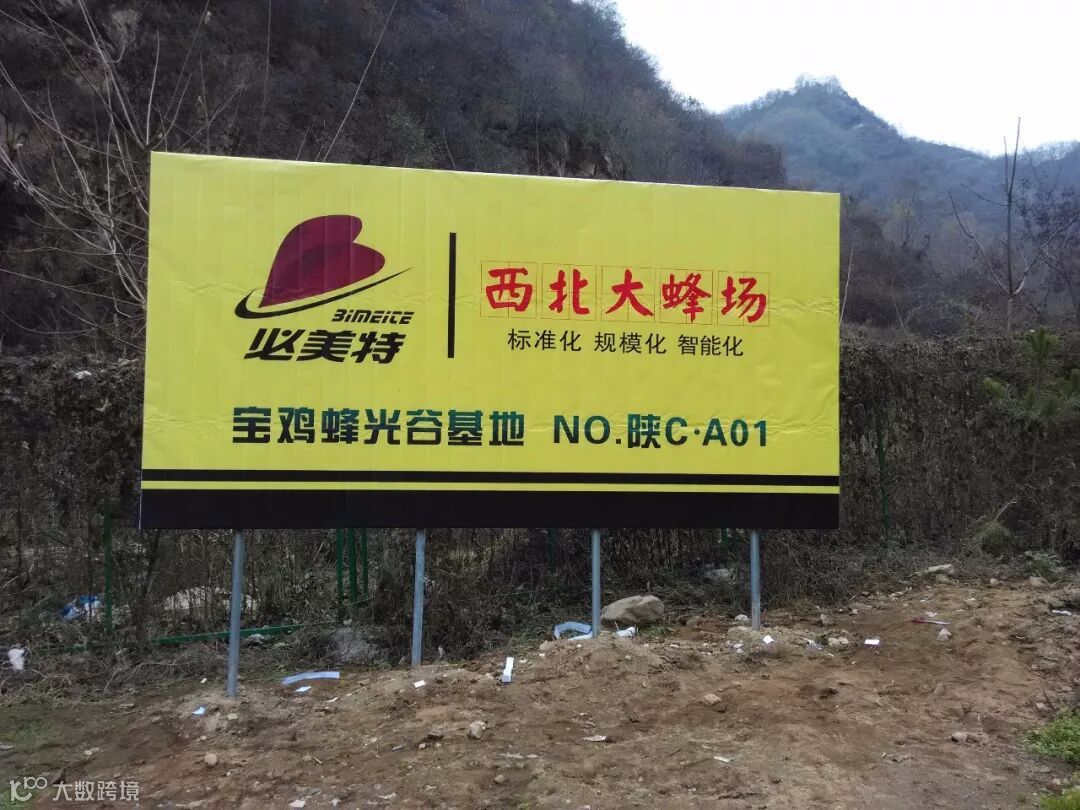 BiMEiTE
必美特
西北大蜂场
标准化 规模化 智能化
宝鸡蜂光谷基地 NO.陕C·A01
大数跨境